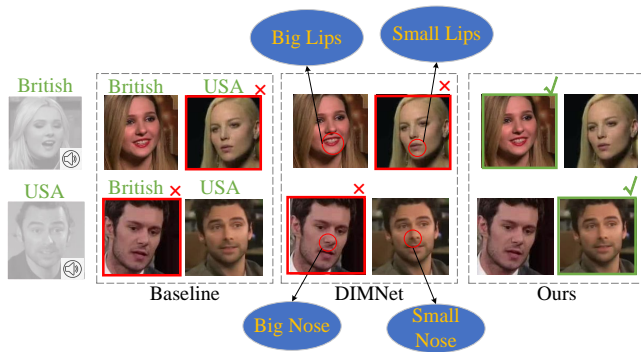 Big Lips
Small Lips
British
British
USA
USA
British
USA
Baseline
DIMNet
Ours
Big Nose
Small
Nose